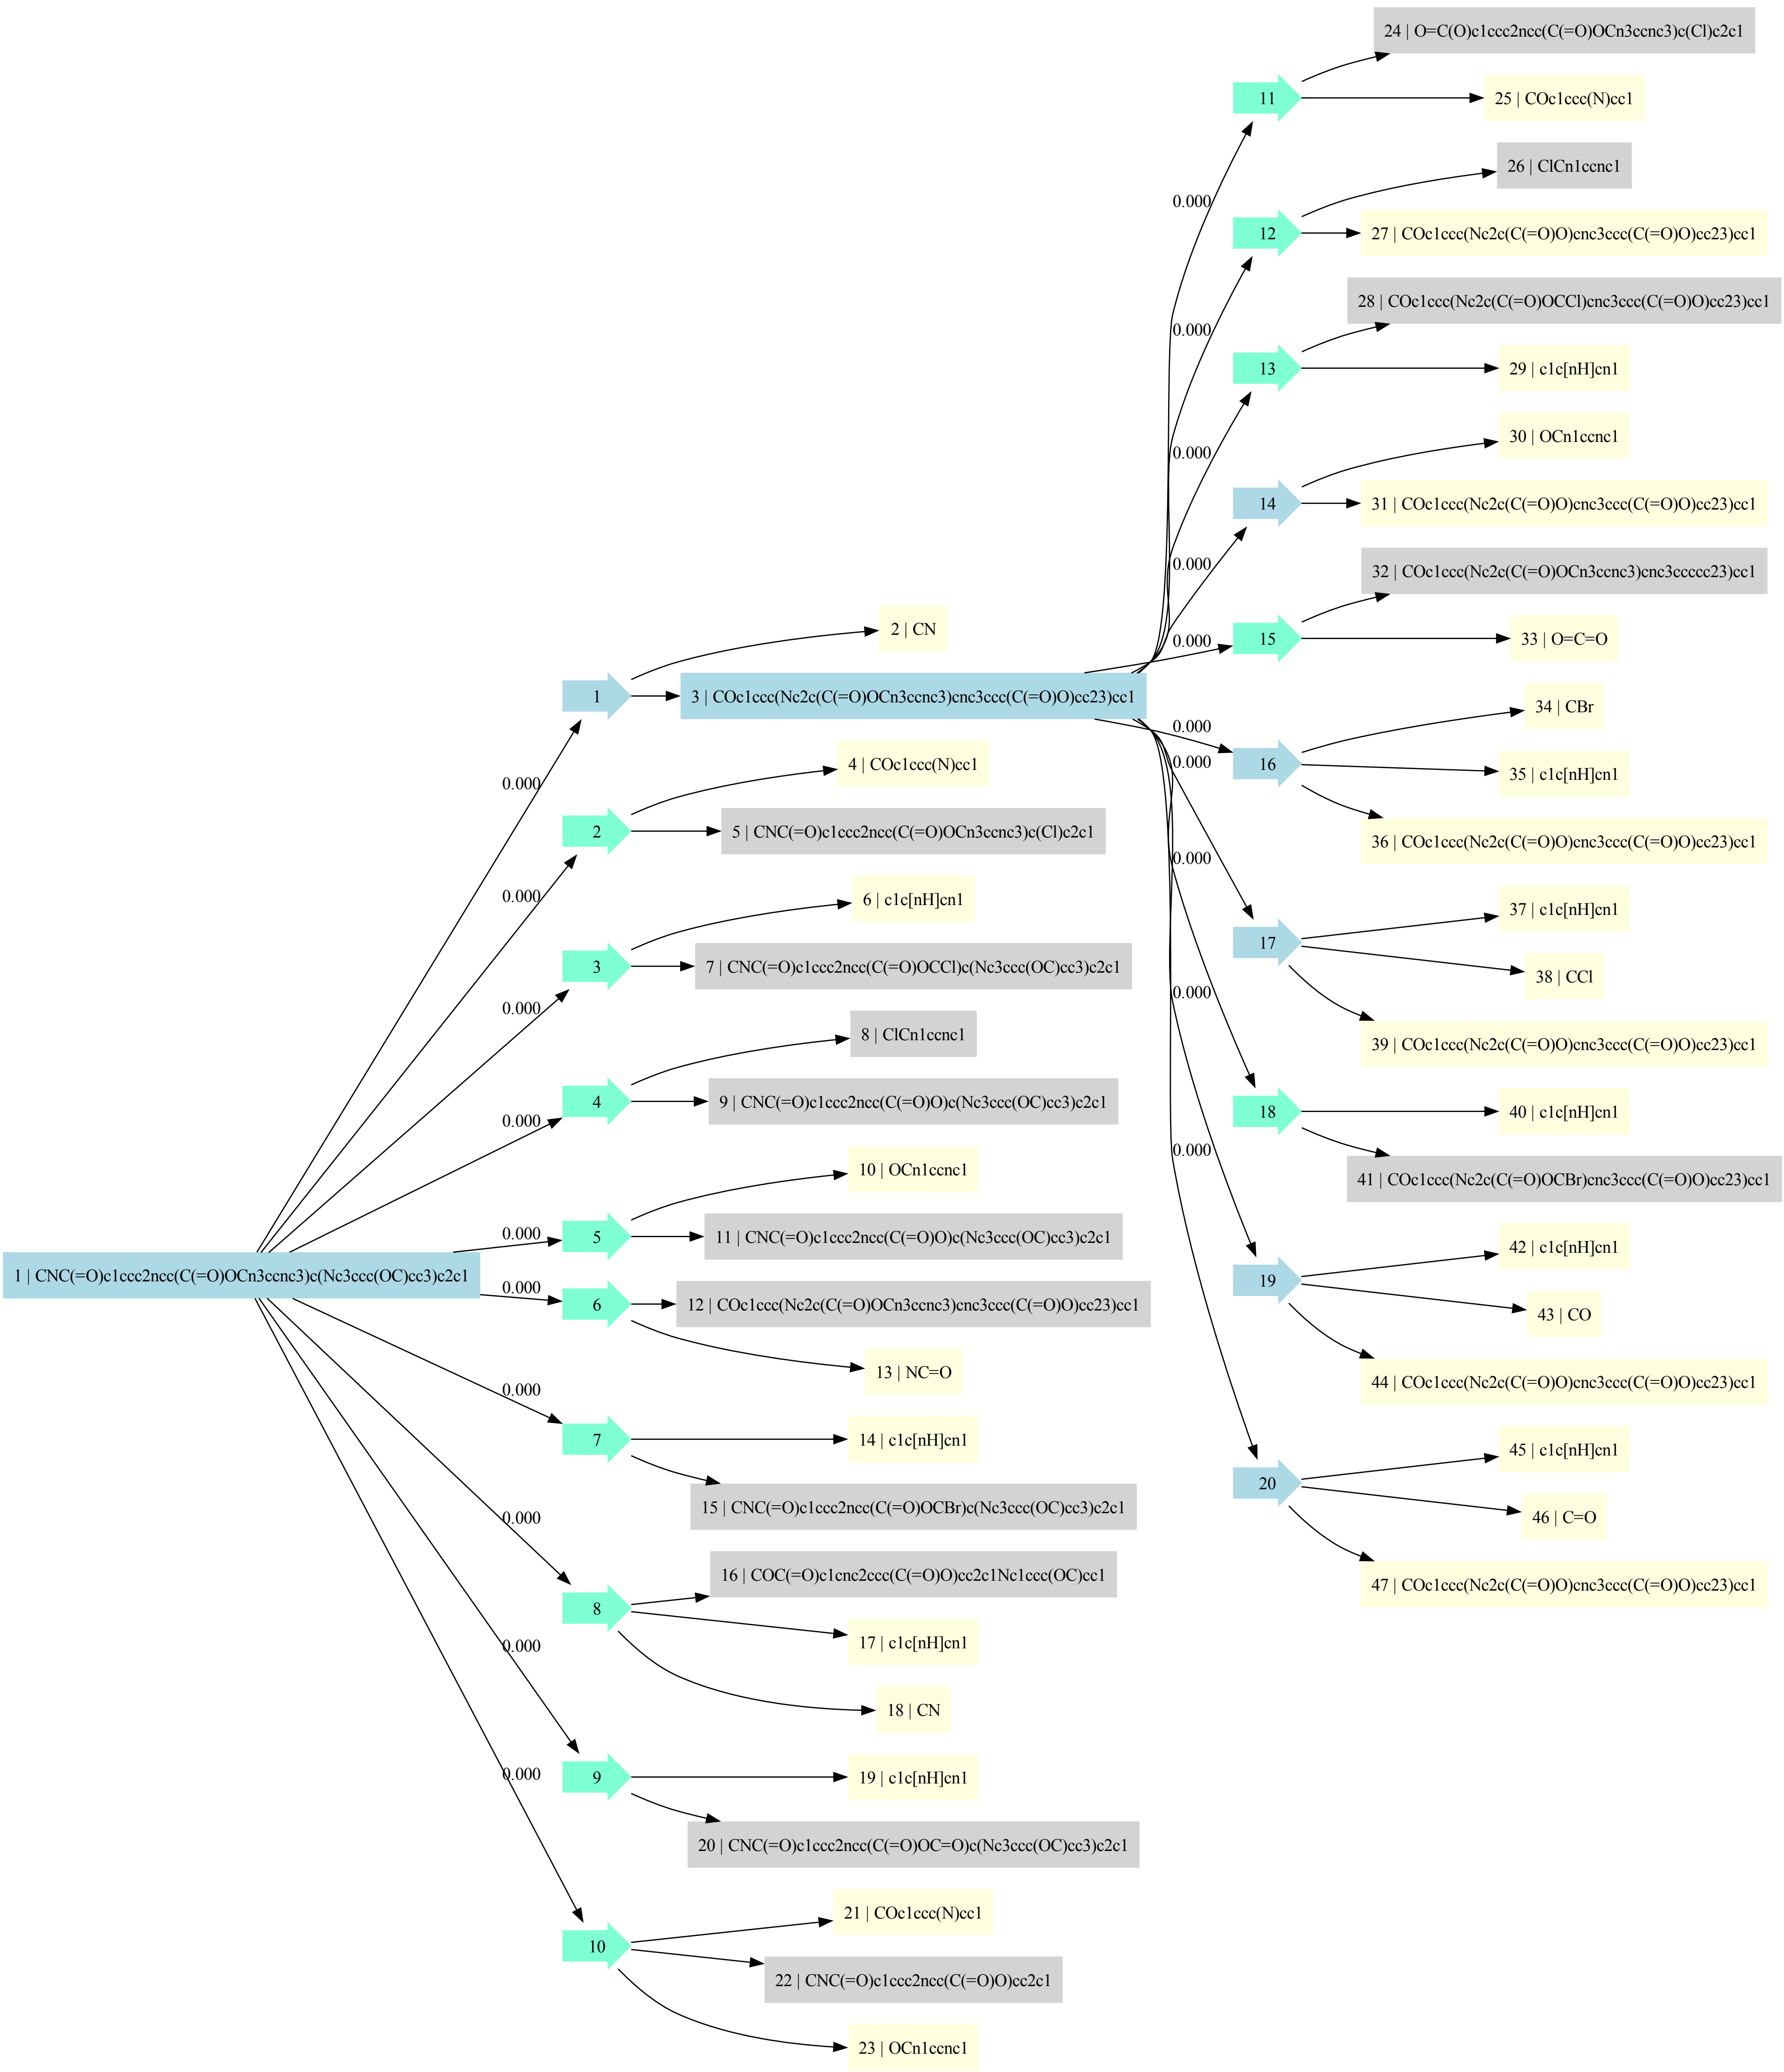 1 | CNC(=O)c1ccc2ncc(C(=O)OCn3ccnc3)c(Nc3ccc(OC)cc3)c2c1
0.000
0.000
0.000
0.000
0.000
0.000
0.000
0.000
0.000
0.000
1
2 | CN
3 | COc1ccc(Nc2c(C(=O)OCn3ccnc3)cnc3ccc(C(=O)O)cc23)cc1
2
4 | COc1ccc(N)cc1
5 | CNC(=O)c1ccc2ncc(C(=O)OCn3ccnc3)c(Cl)c2c1
3
6 | c1c[nH]cn1
7 | CNC(=O)c1ccc2ncc(C(=O)OCCl)c(Nc3ccc(OC)cc3)c2c1
4
8 | ClCn1ccnc1
9 | CNC(=O)c1ccc2ncc(C(=O)O)c(Nc3ccc(OC)cc3)c2c1
5
10 | OCn1ccnc1
11 | CNC(=O)c1ccc2ncc(C(=O)O)c(Nc3ccc(OC)cc3)c2c1
6
12 | COc1ccc(Nc2c(C(=O)OCn3ccnc3)cnc3ccc(C(=O)O)cc23)cc1
13 | NC=O
7
14 | c1c[nH]cn1
15 | CNC(=O)c1ccc2ncc(C(=O)OCBr)c(Nc3ccc(OC)cc3)c2c1
8
16 | COC(=O)c1cnc2ccc(C(=O)O)cc2c1Nc1ccc(OC)cc1
17 | c1c[nH]cn1
18 | CN
9
19 | c1c[nH]cn1
20 | CNC(=O)c1ccc2ncc(C(=O)OC=O)c(Nc3ccc(OC)cc3)c2c1
10
21 | COc1ccc(N)cc1
22 | CNC(=O)c1ccc2ncc(C(=O)O)cc2c1
23 | OCn1ccnc1
0.000
0.000
0.000
0.000
0.000
0.000
0.000
0.000
0.000
0.000
11
24 | O=C(O)c1ccc2ncc(C(=O)OCn3ccnc3)c(Cl)c2c1
25 | COc1ccc(N)cc1
12
26 | ClCn1ccnc1
27 | COc1ccc(Nc2c(C(=O)O)cnc3ccc(C(=O)O)cc23)cc1
13
28 | COc1ccc(Nc2c(C(=O)OCCl)cnc3ccc(C(=O)O)cc23)cc1
29 | c1c[nH]cn1
14
30 | OCn1ccnc1
31 | COc1ccc(Nc2c(C(=O)O)cnc3ccc(C(=O)O)cc23)cc1
15
32 | COc1ccc(Nc2c(C(=O)OCn3ccnc3)cnc3ccccc23)cc1
33 | O=C=O
16
34 | CBr
35 | c1c[nH]cn1
36 | COc1ccc(Nc2c(C(=O)O)cnc3ccc(C(=O)O)cc23)cc1
17
37 | c1c[nH]cn1
38 | CCl
39 | COc1ccc(Nc2c(C(=O)O)cnc3ccc(C(=O)O)cc23)cc1
18
40 | c1c[nH]cn1
41 | COc1ccc(Nc2c(C(=O)OCBr)cnc3ccc(C(=O)O)cc23)cc1
19
42 | c1c[nH]cn1
43 | CO
44 | COc1ccc(Nc2c(C(=O)O)cnc3ccc(C(=O)O)cc23)cc1
20
45 | c1c[nH]cn1
46 | C=O
47 | COc1ccc(Nc2c(C(=O)O)cnc3ccc(C(=O)O)cc23)cc1